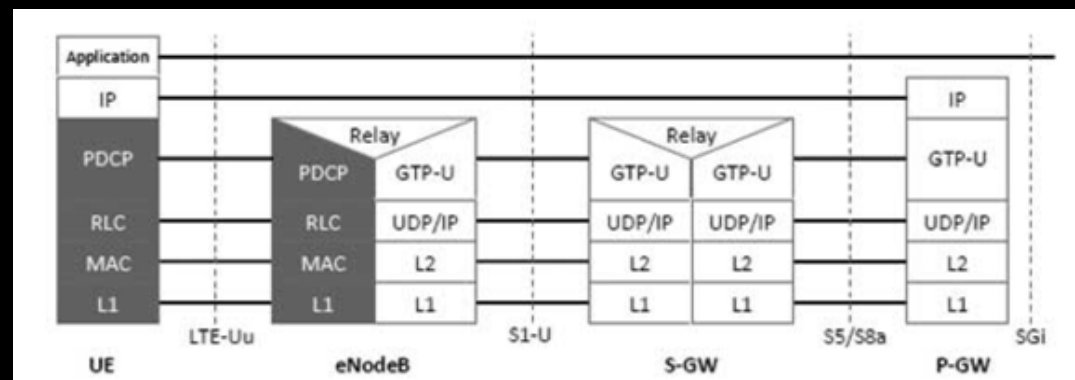 Application
IP IP
Relay Relay
PDCP PDCP GTP-U GTP-U GTP-U GTP-U
RLC RLC UDP/IP UDP/IP UDP/IP UDP/IP
MAC MAC L2 L2 L2 L2
L1 L1 L1 L1 L1 L1
LTE-Uu S1-U S5/S8a SGi
UE eNodeB S-GW P-GW